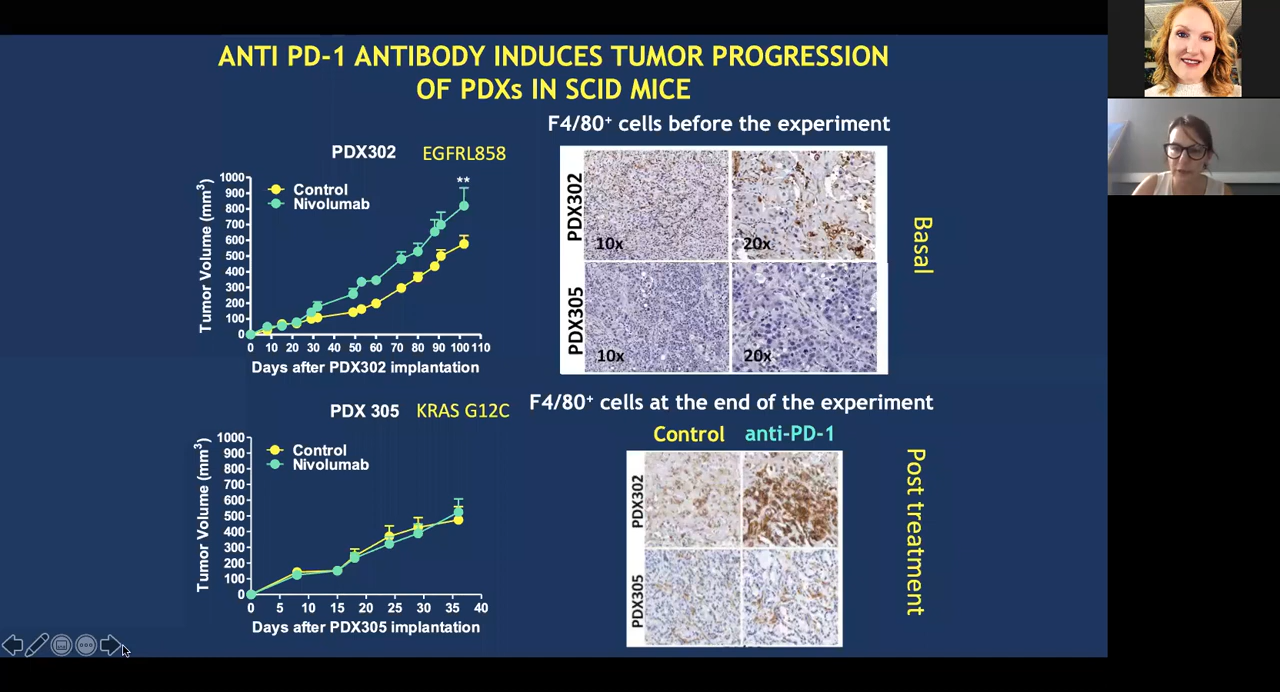 ANTI PD-1 ANTIBODY INDUCES TUMOR PROGRESSION
OF PDXs IN SCID MICE
PDX302 EGFRL858
**
Control
Nivolumab
Tumor Volume (mm³)
1000
900
800
700
600
500
400
300
200
100
0
0 10 20 30 40 50 60 70 80 90 100 110
Days after PDX302 implantation
F4/80⁺ cells before the experiment
PDX302
10x 20x
PDX305
10x 20x
Basal
PDX 305 KRAS G12C
Control
Nivolumab
Tumor Volume (mm³)
1000
900
800
700
600
500
400
300
200
100
0
0 5 10 15 20 25 30 35 40
Days after PDX305 implantation
F4/80⁺ cells at the end of the experiment
Control anti-PD-1
PDX302
PDX305
Post treatment